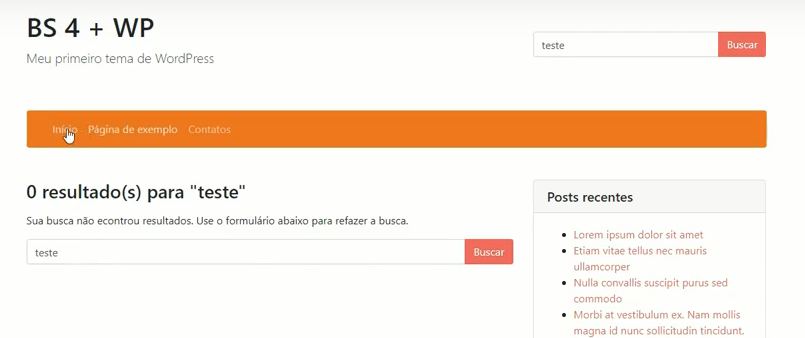 BS 4 + WP
Meu primeiro tema de WordPress
teste
Buscar
Início Página de exemplo Contatos
0 resultado(s) para "teste"
Sua busca não econtrou resultados. Use o formulário abaixo para refazer a busca.
teste
Buscar
Posts recentes
Lorem ipsum dolor sit amet
Etiam vitae tellus nec mauris
ullamcorper
Nulla convallis suscipit purus sed
commodo
Morbi at vestibulum ex. Nam mollis
magna id nunc sollicitudin tincidunt.